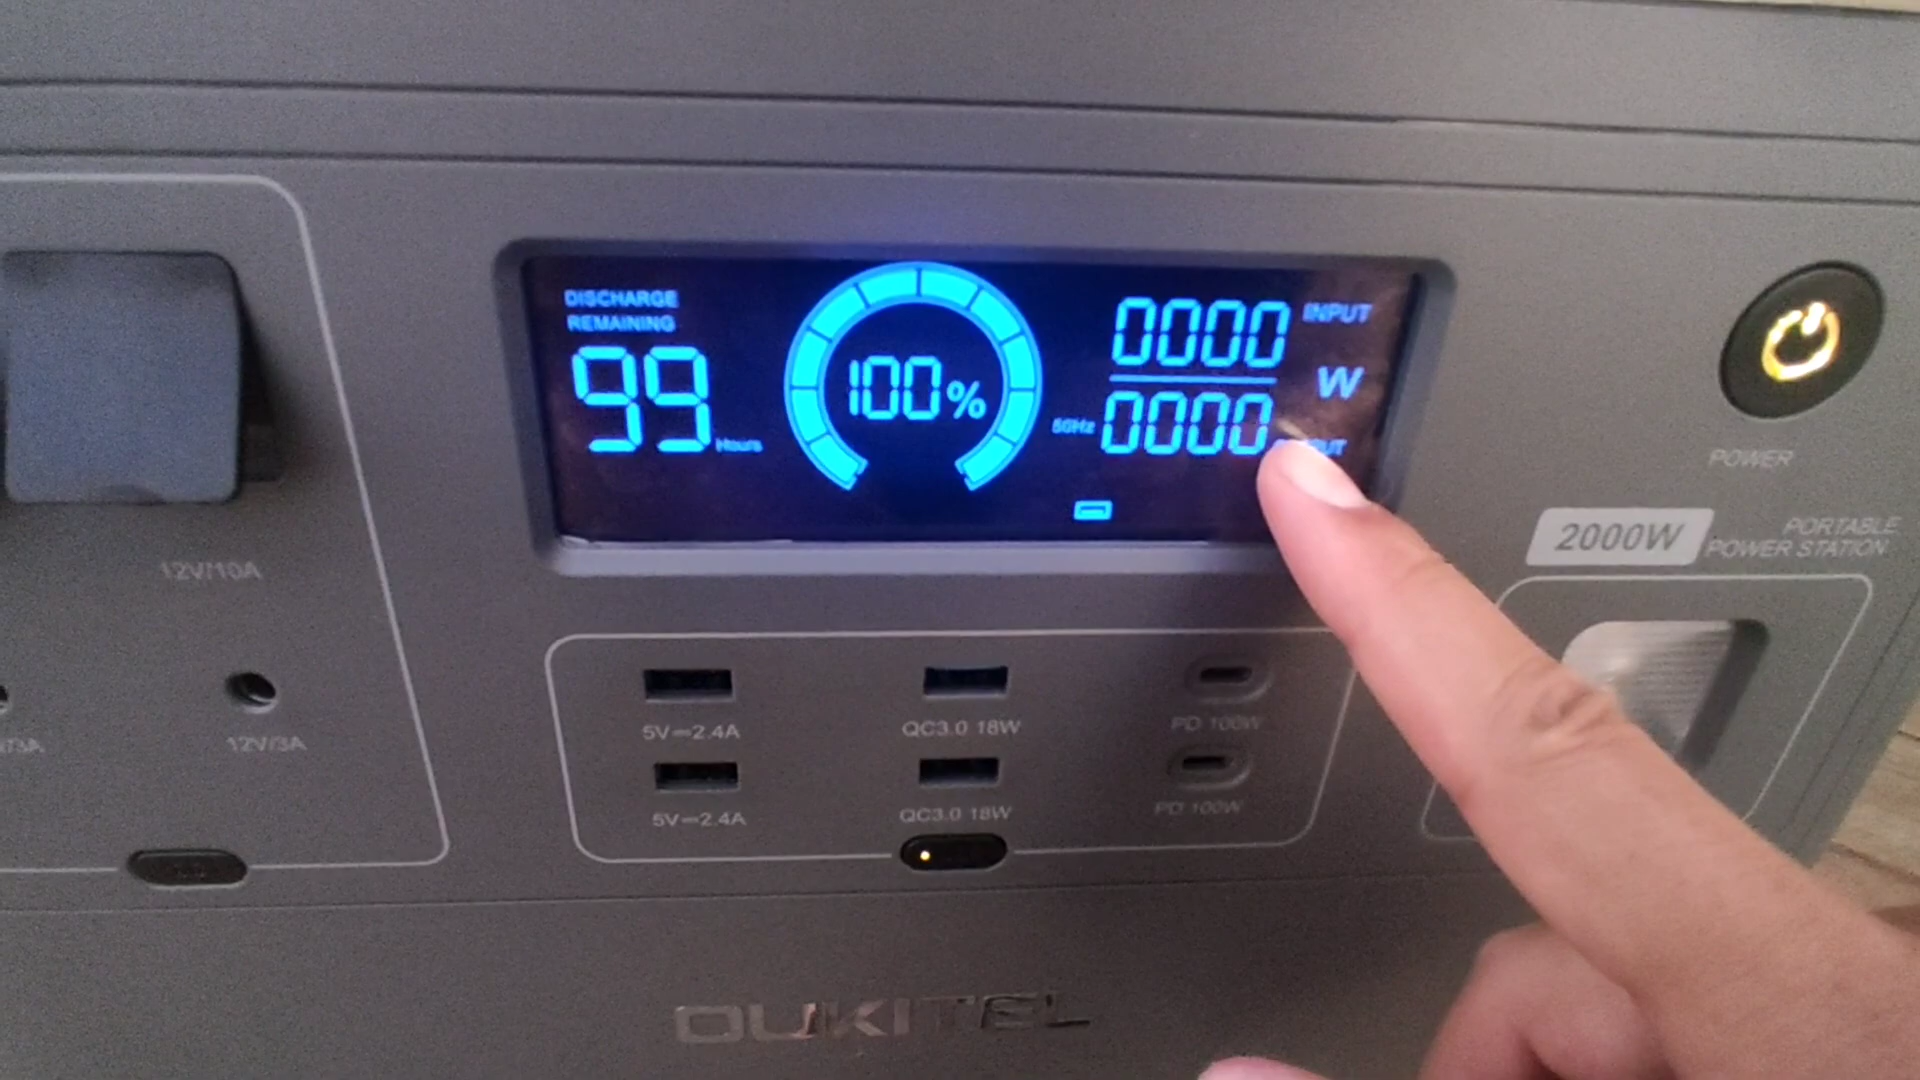 DISCHARGE
REMAINING
99
Hours
100%
0000
INPUT
W
50Hz
0000
POWER
2000W
PORTABLE
POWER STATION
12V/10A
12V/3A
5V⎓2.4A
QC3.0 18W
PD 100W
5V⎓2.4A
QC3.0 18W
PD 100W
OUKITEL